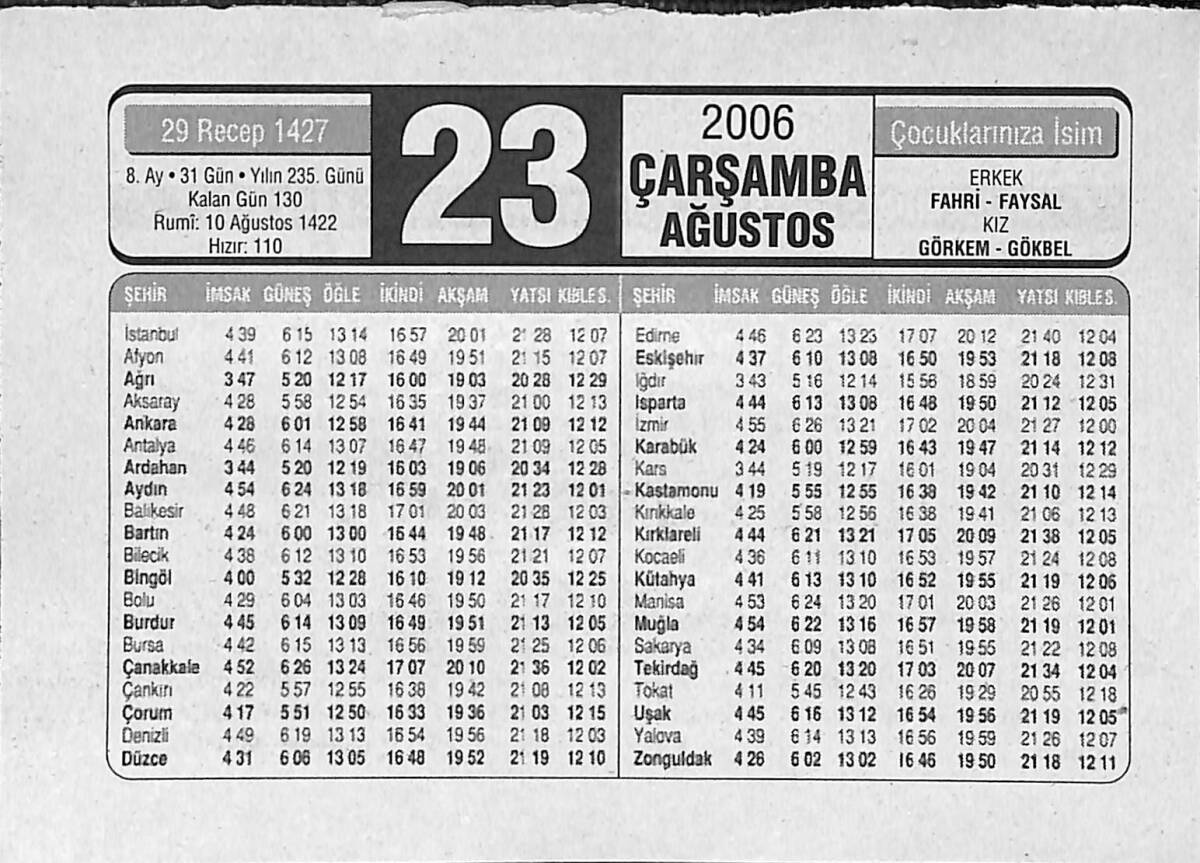 29 Recep 1427
8. Ay • 31 Gün • Yılın 235. Günü
Kalan Gün 130
Rumî: 10 Ağustos 1422
Hızır: 110
23
2006
ÇARŞAMBA
AĞUSTOS
Çocuklarınıza İsim
ERKEK
FAHRİ - FAYSAL
KIZ
GÖRKEM - GÖKBEL
ŞEHİR İMSAK GÜNEŞ ÖĞLE İKİNDİ AKŞAM YATSI KIBLE S.
İstanbul 4 39 6 15 13 14 16 57 20 01 21 28 12 07
Afyon 4 41 6 12 13 08 16 49 19 51 21 15 12 07
Ağrı 3 47 5 20 12 17 16 00 19 03 20 28 12 29
Aksaray 4 28 5 58 12 54 16 35 19 37 21 00 12 13
Ankara 4 28 6 01 12 58 16 41 19 44 21 09 12 12
Antalya 4 46 6 14 13 07 16 47 19 48 21 09 12 05
Ardahan 3 44 5 20 12 19 16 03 19 06 20 34 12 28
Aydın 4 54 6 24 13 18 16 59 20 01 21 23 12 01
Balıkesir 4 48 6 21 13 18 17 01 20 03 21 28 12 03
Bartın 4 24 6 00 13 00 16 44 19 48 21 17 12 12
Bilecik 4 38 6 12 13 10 16 53 19 56 21 21 12 07
Bingöl 4 00 5 32 12 28 16 10 19 12 20 35 12 25
Bolu 4 29 6 04 13 03 16 46 19 50 21 17 12 10
Burdur 4 45 6 14 13 09 16 49 19 51 21 13 12 05
Bursa 4 42 6 15 13 13 16 56 19 59 21 25 12 06
Çanakkale 4 52 6 26 13 24 17 07 20 10 21 36 12 02
Çankırı 4 22 5 57 12 55 16 38 19 42 21 08 12 13
Çorum 4 17 5 51 12 50 16 33 19 36 21 03 12 15
Denizli 4 49 6 19 13 13 16 54 19 56 21 18 12 03
Düzce 4 31 6 06 13 05 16 48 19 52 21 19 12 10
ŞEHİR İMSAK GÜNEŞ ÖĞLE İKİNDİ AKŞAM YATSI KIBLE S.
Edirne 4 46 6 23 13 23 17 07 20 12 21 40 12 04
Eskişehir 4 37 6 10 13 08 16 50 19 53 21 18 12 08
Iğdır 3 43 5 16 12 14 15 56 18 59 20 24 12 31
Isparta 4 44 6 13 13 08 16 48 19 50 21 12 12 05
İzmir 4 55 6 26 13 21 17 02 20 04 21 27 12 00
Karabük 4 24 6 00 12 59 16 43 19 47 21 14 12 12
Kars 3 44 5 19 12 17 16 01 19 04 20 31 12 29
Kastamonu 4 19 5 55 12 55 16 38 19 42 21 10 12 14
Kırıkkale 4 25 5 58 12 56 16 38 19 41 21 06 12 13
Kırklareli 4 44 6 21 13 21 17 05 20 09 21 38 12 05
Kocaeli 4 36 6 11 13 10 16 53 19 57 21 24 12 08
Kütahya 4 41 6 13 13 10 16 52 19 55 21 19 12 06
Manisa 4 53 6 24 13 20 17 01 20 03 21 26 12 01
Muğla 4 54 6 22 13 16 16 57 19 58 21 19 12 01
Sakarya 4 34 6 09 13 08 16 51 19 55 21 22 12 08
Tekirdağ 4 45 6 20 13 20 17 03 20 07 21 34 12 04
Tokat 4 11 5 45 12 43 16 26 19 29 20 55 12 18
Uşak 4 45 6 16 13 12 16 54 19 56 21 19 12 05
Yalova 4 39 6 14 13 13 16 56 19 59 21 26 12 07
Zonguldak 4 26 6 02 13 02 16 46 19 50 21 18 12 11